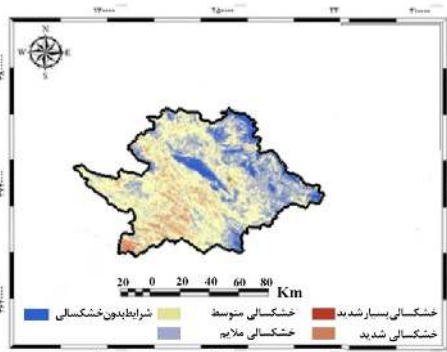 N
W E
S
20 0 20 40 60 80
Km
خشکسالی بسیار شدید خشکسالی متوسط شرایط بدون خشکسالی
خشکسالی شدید خشکسالی ملایم